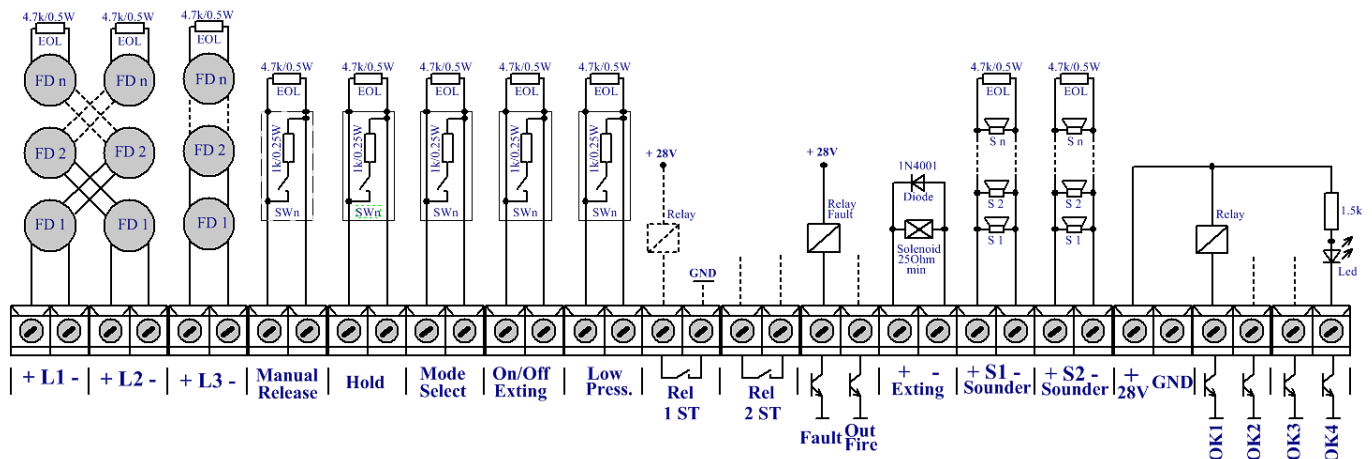 4.7k/0.5W 4.7k/0.5W 4.7k/0.5W
EOL EOL EOL
FD n FD n FD n
FD 2 FD 2 FD 2
FD 1 FD 1 FD 1
4.7k/0.5W 4.7k/0.5W 4.7k/0.5W 4.7k/0.5W 4.7k/0.5W
EOL EOL EOL EOL EOL
1k/0.25W 1k/0.25W 1k/0.25W 1k/0.25W 1k/0.25W
SWn SWn SWn SWn SWn
+ 28V
Relay
GND
+ 28V
Relay
Fault
1N4001
Diode
Solenoid
25Ohm
min
4.7k/0.5W 4.7k/0.5W
EOL EOL
S n S n
S 2 S 2
S 1 S 1
Relay
1.5k
Led
+ L1 -
+ L2 -
+ L3 -
Manual
Release
Hold
Mode
Select
On/Off
Exting
Low
Press.
Rel
1 ST
Rel
2 ST
Fault
Out
Fire
+ -
Exting
+ S1 -
Sounder
+ S2 -
Sounder
+
28V
GND
OK1
OK2
OK3
OK4